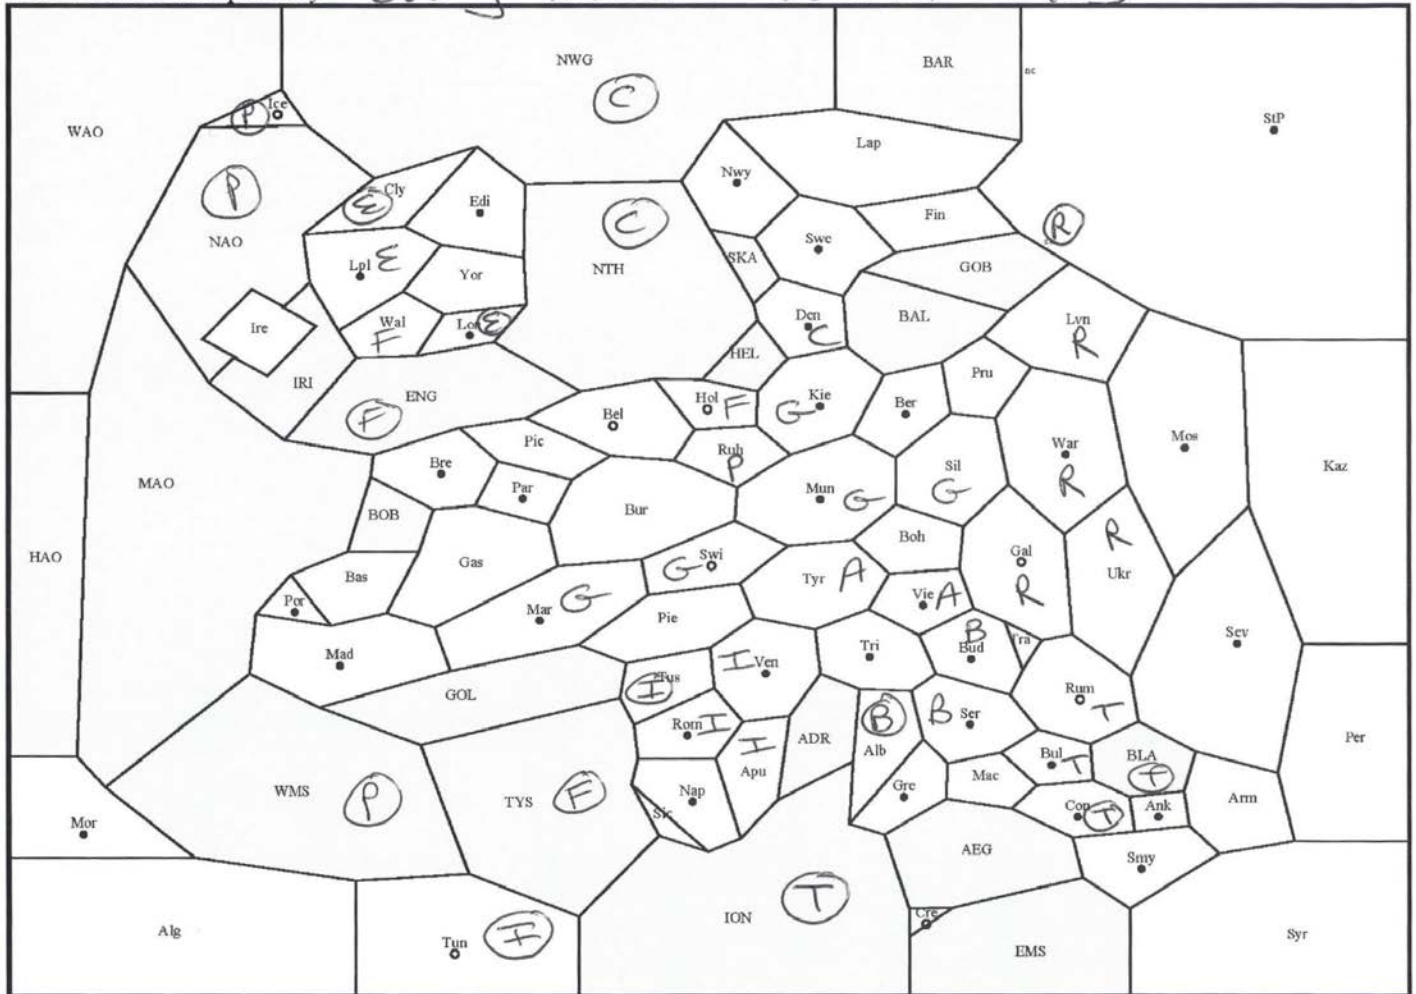 NWG
BAR
nc
C
StP
P Ice
WAO
Lap
Nwy
P
Cly
E
Edi
C
Fin
R
NAO
Swe
SKA
GOB
Lpl E
Yor
NTH
Ire
Wal
F
Lon E
Den
C
BAL
Lvn
R
HEL
IRI
ENG
F
Hol F
Kie
G
Ber
Pru
Bel
Pic
Ruh
P
War
R
Mos
Kaz
Bre
Sil
G
MAO
Par
Mun G
BOB
Bur
R
Boh
Gal
R
Ukr
HAO
Gas
Swi
G
Tyr A
Bas
Por
Mar G
Pie
Vie A
Mad
Tri
B
Bud
Tra
Sev
I Ven
GOL
Tus
I
Rum
T
Rom I
B Ser
ADR
B
Alb
Per
I
Apu
Bul T
BLA
T
WMS
P
TYS
F
Nap
Sic
Gre
Mac
Con T
Ank
Arm
Mor
AEG
Smy
T
ION
Cre
Alg
Tun
EMS
Syr